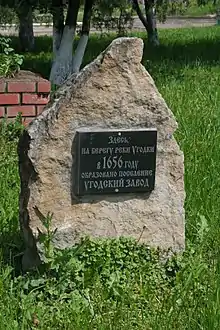 Здесь
на берегу реки Угодки
в 1656 году
образовано поселение
Угодский завод